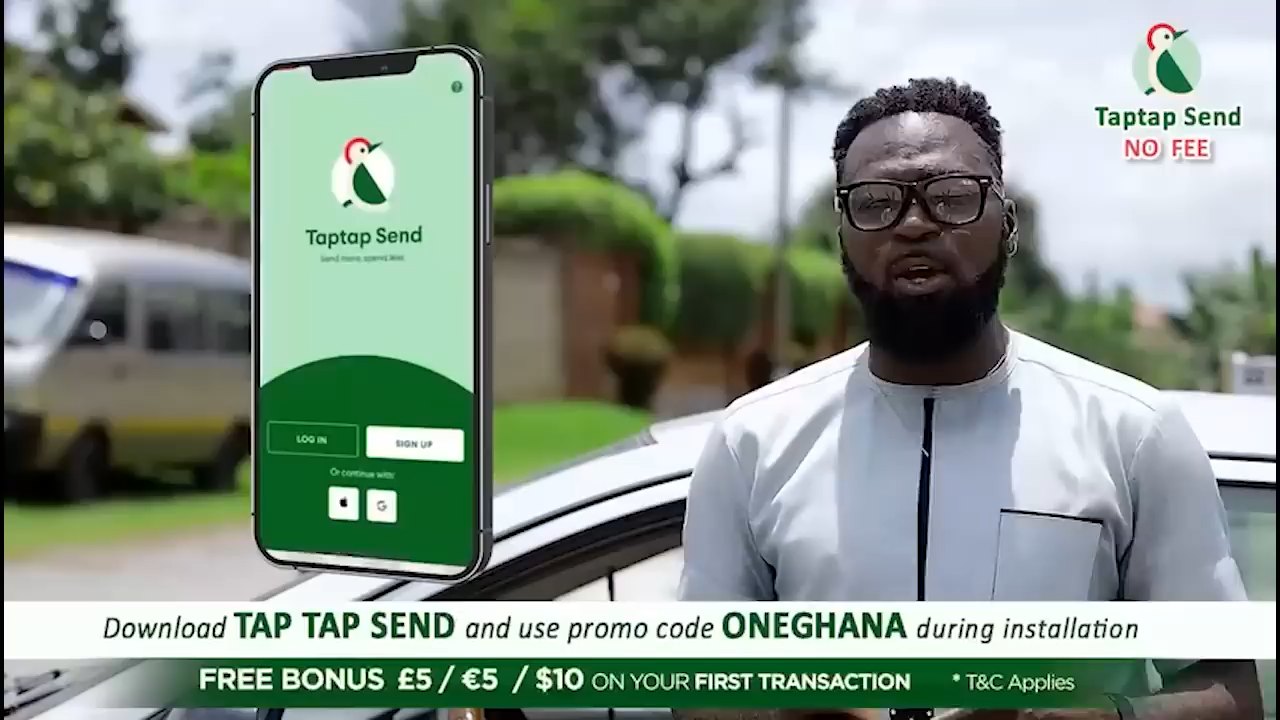 Taptap Send
NO FEE
Taptap Send
Send more, spend less
LOG IN
SIGN UP
Or continue with:
G
Download TAP TAP SEND and use promo code ONEGHANA during installation
FREE BONUS £5 / €5 / $10 ON YOUR FIRST TRANSACTION * T&C Applies